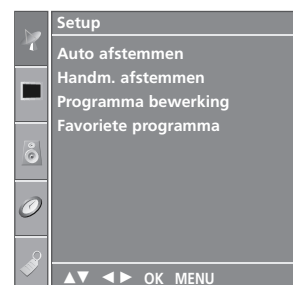 Setup
Auto afstemmen
Handm. afstemmen
Programma bewerking
Favoriete programma
▲▼ ◄► OK MENU